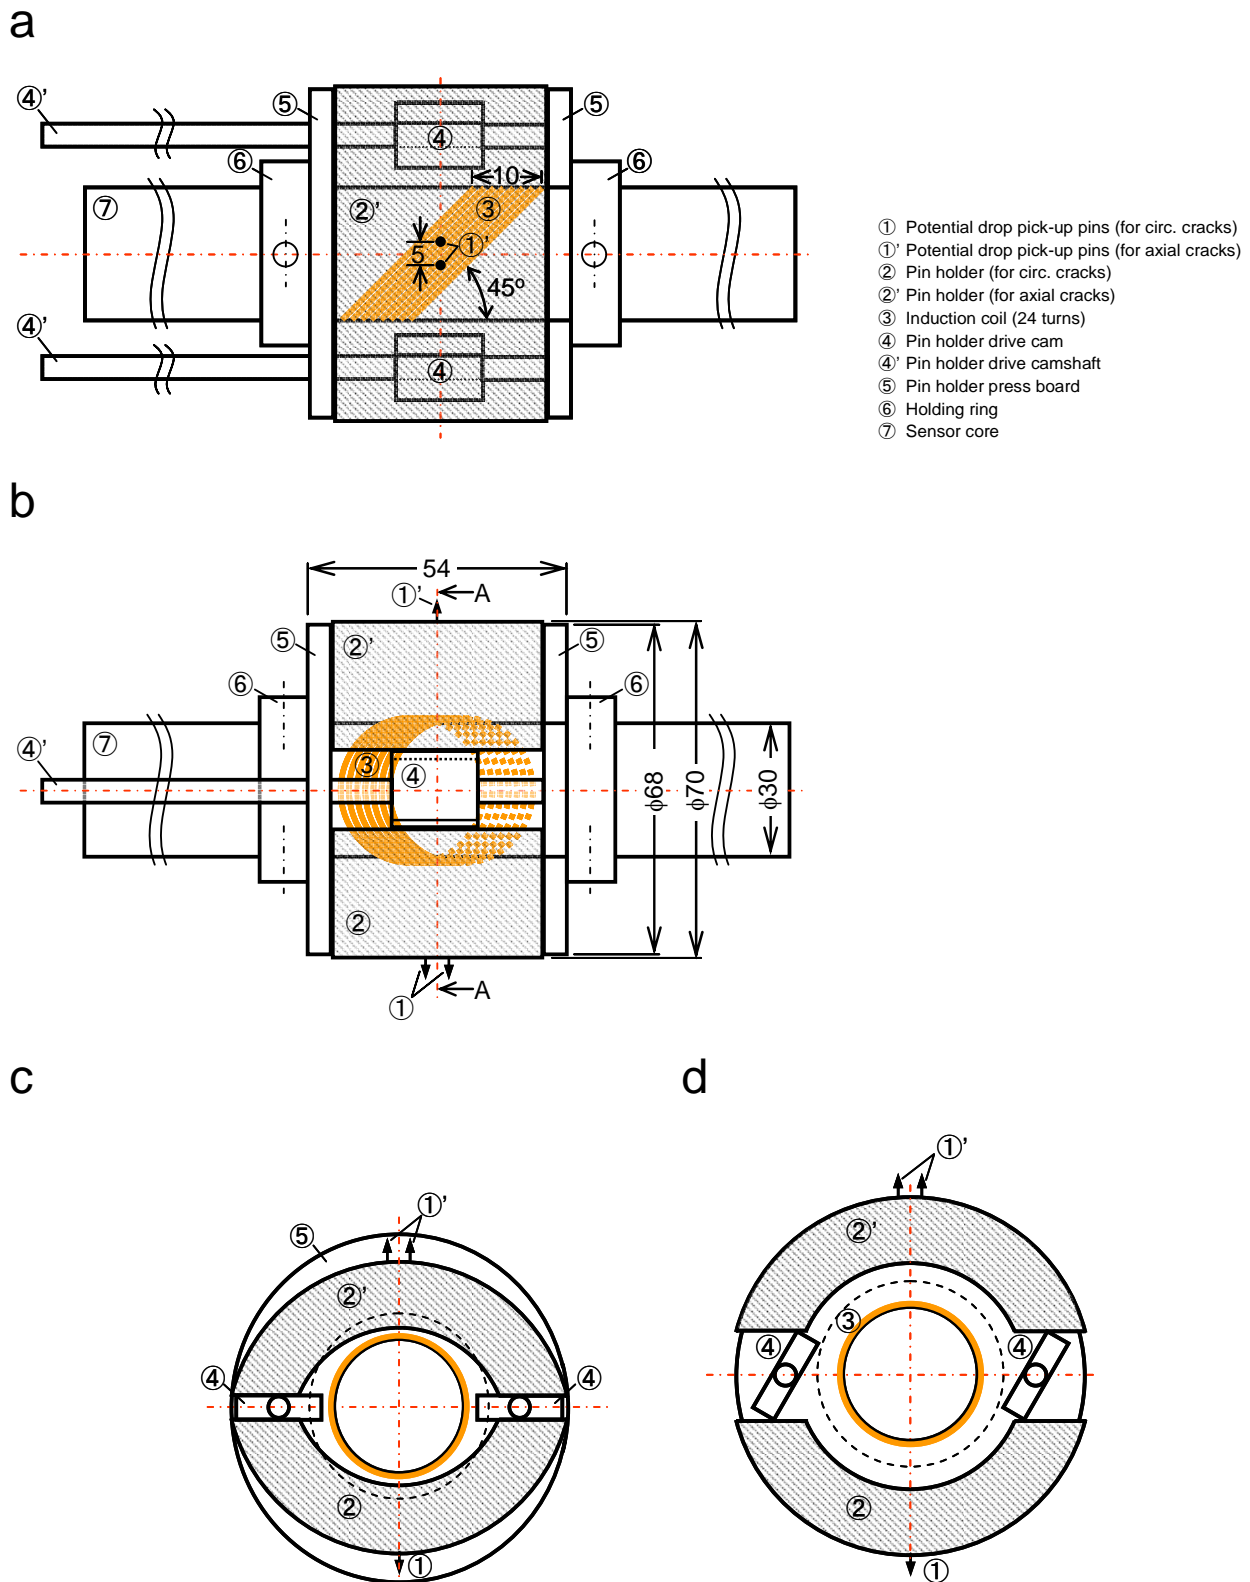 a
④’
⑤
⑤
④
⑥
⑥
10
⑦
②’
③
①’
5
45º
④’
④
① Potential drop pick-up pins (for circ. cracks)
①’ Potential drop pick-up pins (for axial cracks)
② Pin holder (for circ. cracks)
②’ Pin holder (for axial cracks)
③ Induction coil (24 turns)
④ Pin holder drive cam
④’ Pin holder drive camshaft
⑤ Pin holder press board
⑥ Holding ring
⑦ Sensor core
b
54
①’
A
⑤
②’
⑤
⑥
⑥
④’
⑦
③
④
ϕ68
ϕ70
ϕ30
②
①
A
c
①’
⑤
②’
④
④
②
①
d
①’
②’
③
④
④
②
①